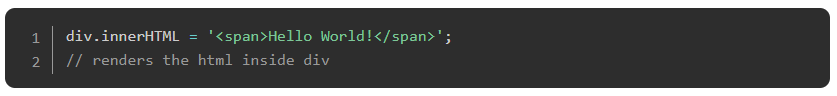 1 div.innerHTML = '<span>Hello World!</span>';
2 // renders the html inside div